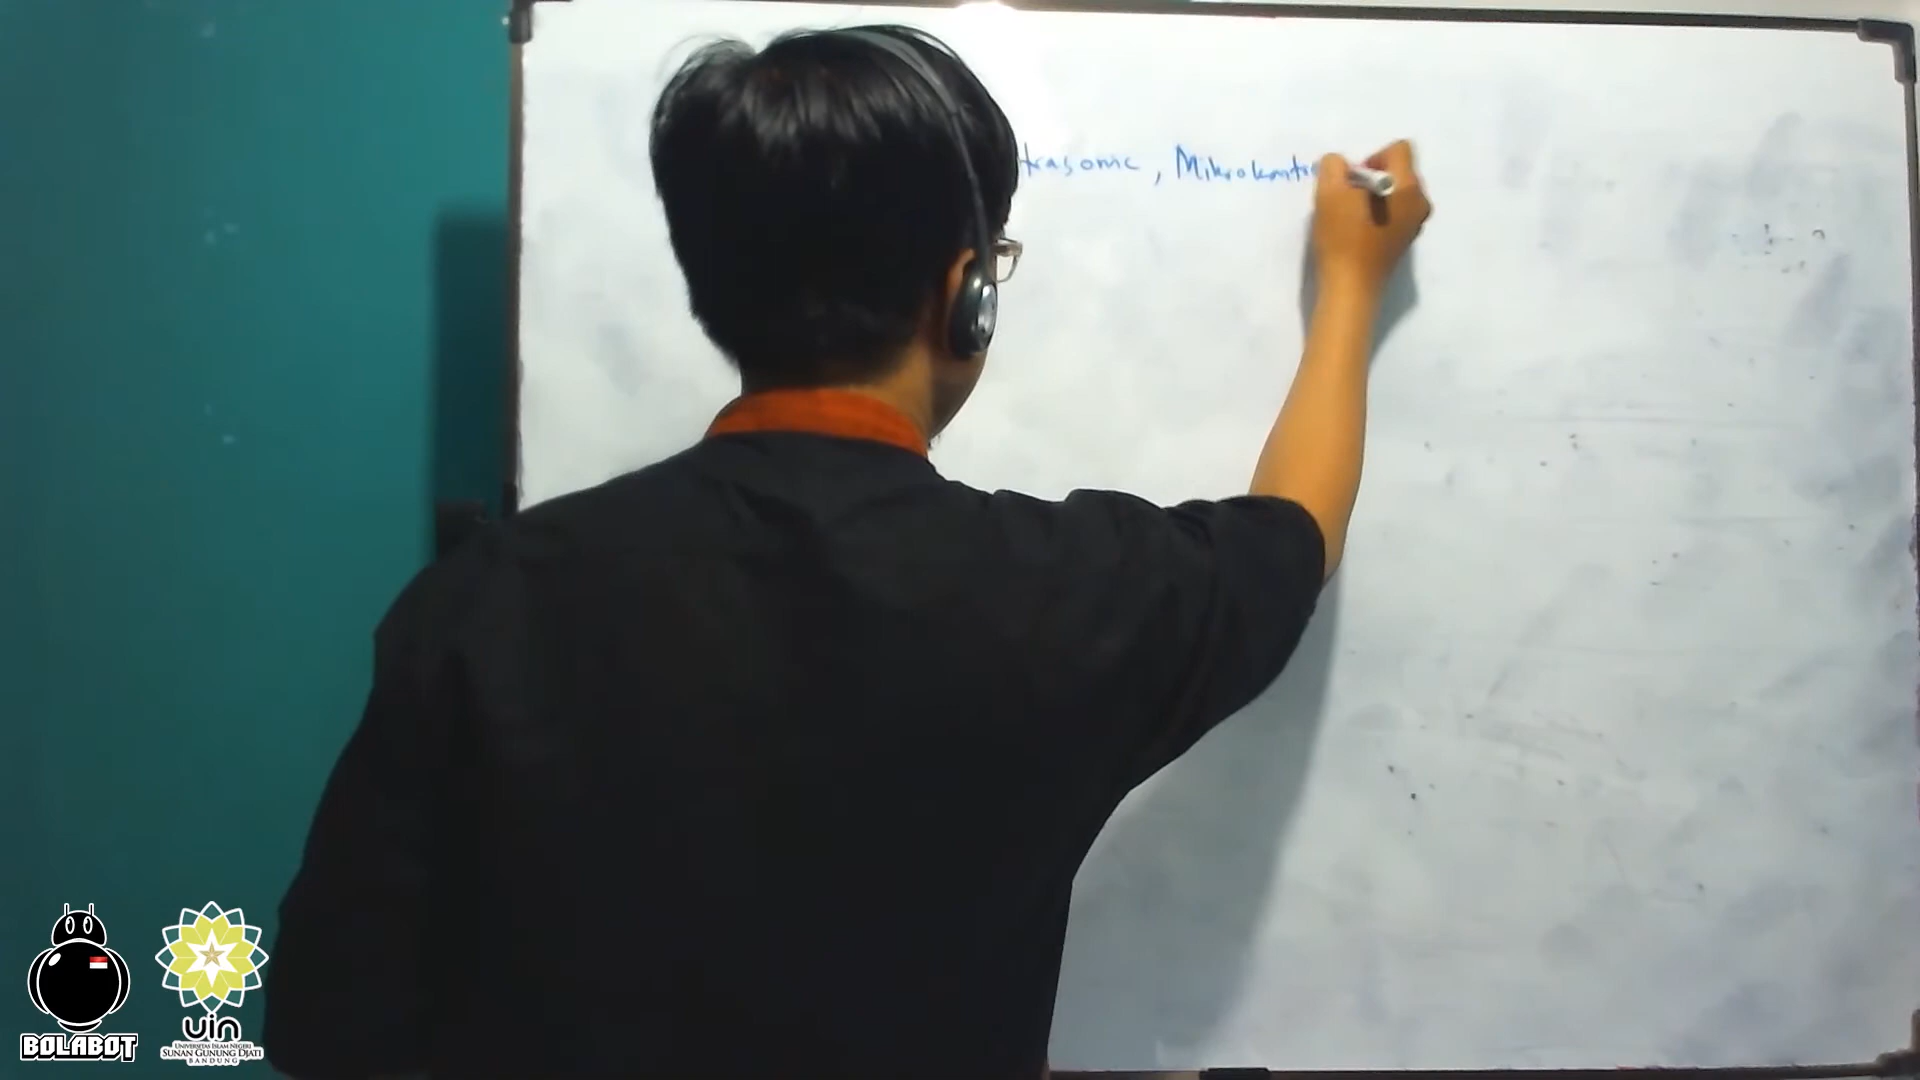 trasonic, Mikrokontro
BOLABOT
uin
UNIVERSITAS ISLAM NEGERI
SUNAN GUNUNG DJATI
BANDUNG